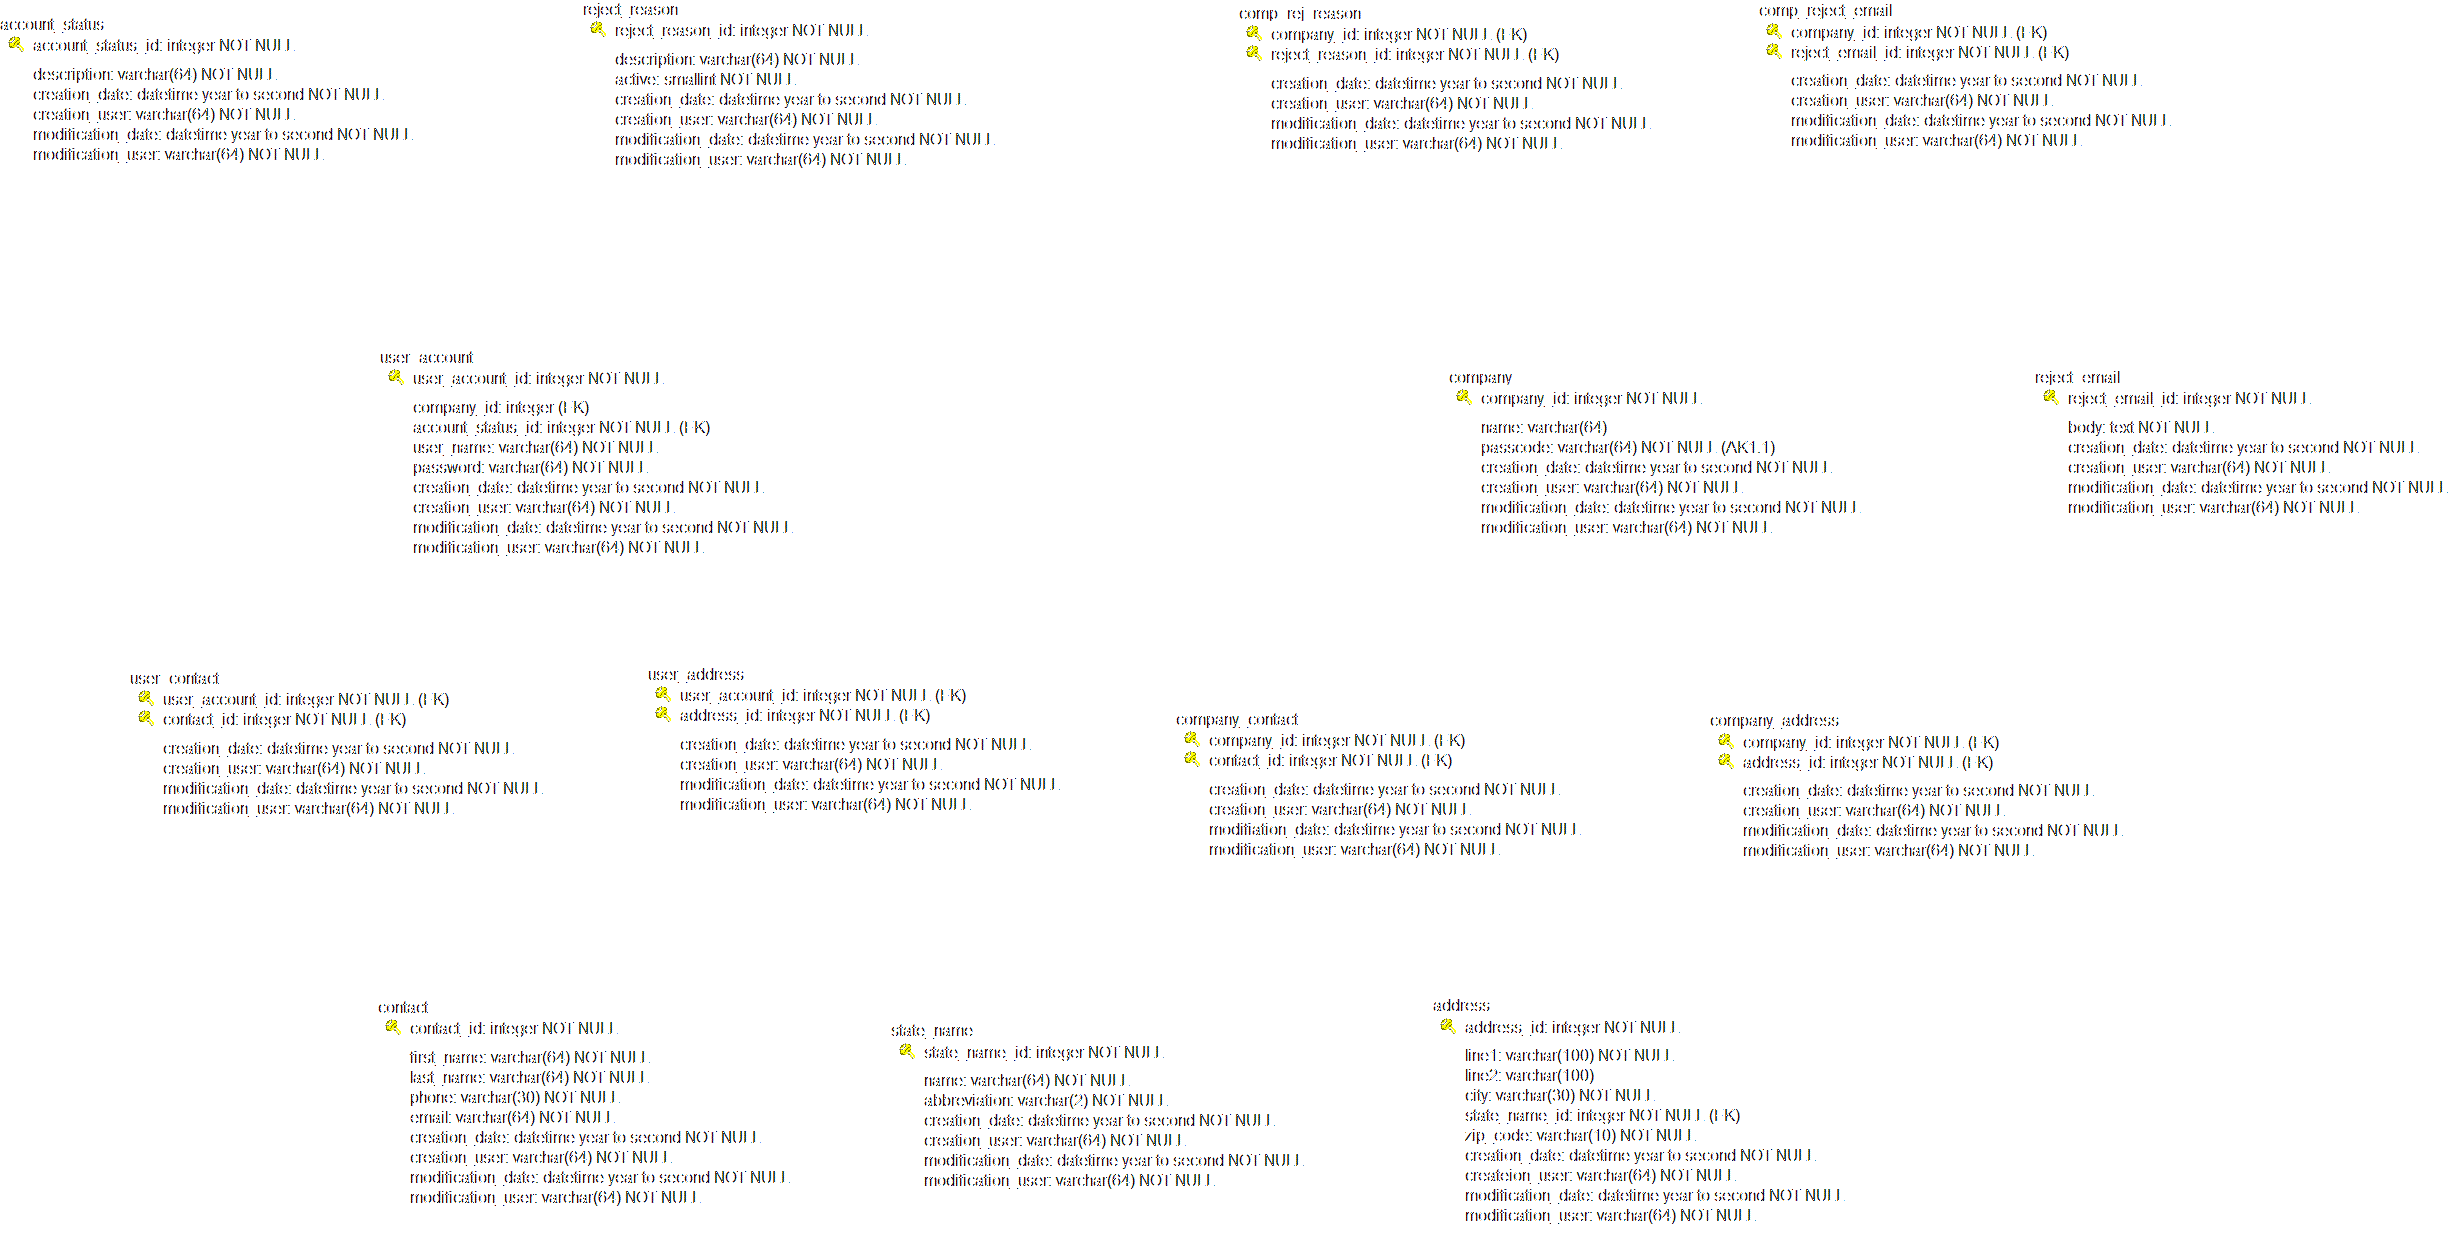 account_status
account_status_id: integer NOT NULL
description: varchar(64) NOT NULL
creation_date: datetime year to second NOT NULL
creation_user: varchar(64) NOT NULL
modification_date: datetime year to second NOT NULL
modification_user: varchar(64) NOT NULL
reject_reason
reject_reason_id: integer NOT NULL
description: varchar(64) NOT NULL
active: smallint NOT NULL
creation_date: datetime year to second NOT NULL
creation_user: varchar(64) NOT NULL
modification_date: datetime year to second NOT NULL
modification_user: varchar(64) NOT NULL
comp_rej_reason
company_id: integer NOT NULL (FK)
reject_reason_id: integer NOT NULL (FK)
creation_date: datetime year to second NOT NULL
creation_user: varchar(64) NOT NULL
modification_date: datetime year to second NOT NULL
modification_user: varchar(64) NOT NULL
comp_reject_email
company_id: integer NOT NULL (FK)
reject_email_id: integer NOT NULL (FK)
creation_date: datetime year to second NOT NULL
creation_user: varchar(64) NOT NULL
modification_date: datetime year to second NOT NULL
modification_user: varchar(64) NOT NULL
user_account
user_account_id: integer NOT NULL
company_id: integer (FK)
account_status_id: integer NOT NULL (FK)
user_name: varchar(64) NOT NULL
password: varchar(64) NOT NULL
creation_date: datetime year to second NOT NULL
creation_user: varchar(64) NOT NULL
modification_date: datetime year to second NOT NULL
modification_user: varchar(64) NOT NULL
company
company_id: integer NOT NULL
name: varchar(64)
passcode: varchar(64) NOT NULL (AK1.1)
creation_date: datetime year to second NOT NULL
creation_user: varchar(64) NOT NULL
modification_date: datetime year to second NOT NULL
modification_user: varchar(64) NOT NULL
reject_email
reject_email_id: integer NOT NULL
body: text NOT NULL
creation_date: datetime year to second NOT NULL
creation_user: varchar(64) NOT NULL
modification_date: datetime year to second NOT NULL
modification_user: varchar(64) NOT NULL
user_contact
user_account_id: integer NOT NULL (FK)
contact_id: integer NOT NULL (FK)
creation_date: datetime year to second NOT NULL
creation_user: varchar(64) NOT NULL
modification_date: datetime year to second NOT NULL
modification_user: varchar(64) NOT NULL
user_address
user_account_id: integer NOT NULL (FK)
address_id: integer NOT NULL (FK)
creation_date: datetime year to second NOT NULL
creation_user: varchar(64) NOT NULL
modification_date: datetime year to second NOT NULL
modification_user: varchar(64) NOT NULL
company_contact
company_id: integer NOT NULL (FK)
contact_id: integer NOT NULL (FK)
creation_date: datetime year to second NOT NULL
creation_user: varchar(64) NOT NULL
modifiation_date: datetime year to second NOT NULL
modification_user: varchar(64) NOT NULL
company_address
company_id: integer NOT NULL (FK)
address_id: integer NOT NULL (FK)
creation_date: datetime year to second NOT NULL
creation_user: varchar(64) NOT NULL
modification_date: datetime year to second NOT NULL
modification_user: varchar(64) NOT NULL
contact
contact_id: integer NOT NULL
first_name: varchar(64) NOT NULL
last_name: varchar(64) NOT NULL
phone: varchar(30) NOT NULL
email: varchar(64) NOT NULL
creation_date: datetime year to second NOT NULL
creation_user: varchar(64) NOT NULL
modification_date: datetime year to second NOT NULL
modification_user: varchar(64) NOT NULL
state_name
state_name_id: integer NOT NULL
name: varchar(64) NOT NULL
abbreviation: varchar(2) NOT NULL
creation_date: datetime year to second NOT NULL
creation_user: varchar(64) NOT NULL
modification_date: datetime year to second NOT NULL
modification_user: varchar(64) NOT NULL
address
address_id: integer NOT NULL
line1: varchar(100) NOT NULL
line2: varchar(100)
city: varchar(30) NOT NULL
state_name_id: integer NOT NULL (FK)
zip_code: varchar(10) NOT NULL
creation_date: datetime year to second NOT NULL
createion_user: varchar(64) NOT NULL
modification_date: datetime year to second NOT NULL
modification_user: varchar(64) NOT NULL